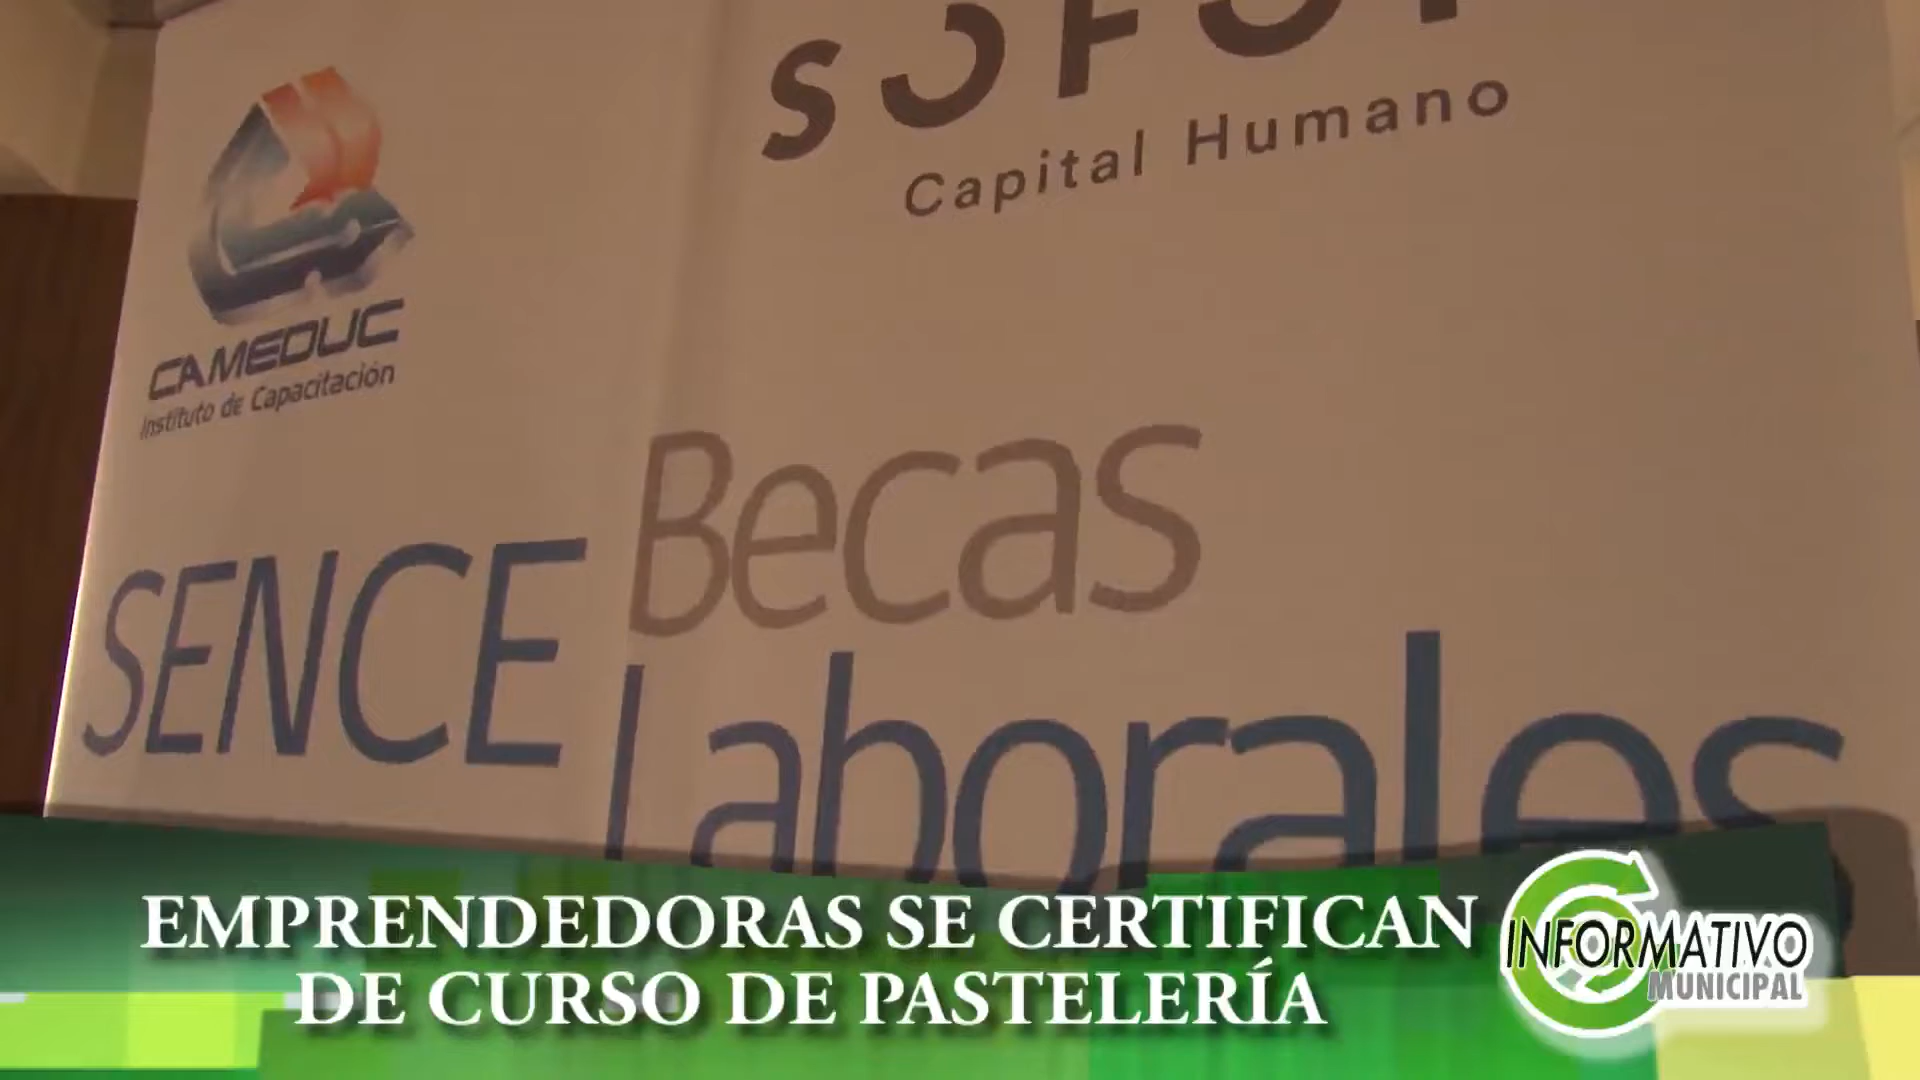 Capital Humano
CAMEDUC
Instituto de Capacitación
SENCE
Becas
Laborales
EMPRENDEDORAS SE CERTIFICAN
DE CURSO DE PASTELERÍA
INFORMATIVO
MUNICIPAL